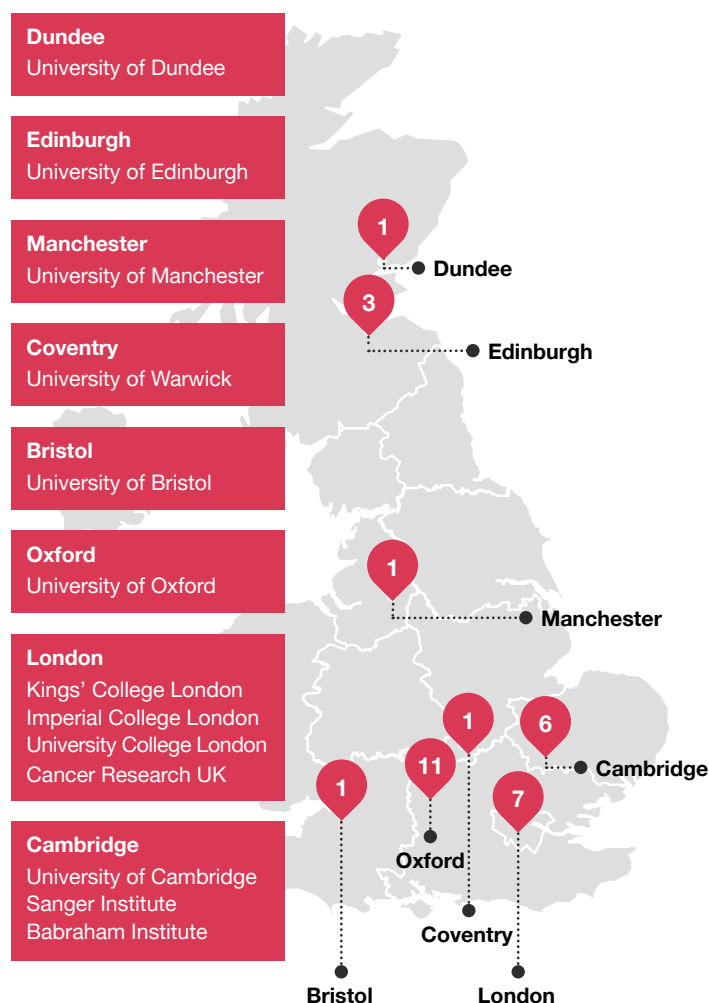 Dundee
University of Dundee
Edinburgh
University of Edinburgh
Manchester
University of Manchester
Coventry
University of Warwick
Bristol
University of Bristol
Oxford
University of Oxford
London
Kings’ College London
Imperial College London
University College London
Cancer Research UK
Cambridge
University of Cambridge
Sanger Institute
Babraham Institute
1
Dundee
3
Edinburgh
1
Manchester
1
Coventry
6
Cambridge
11
Oxford
1
Bristol
7
London